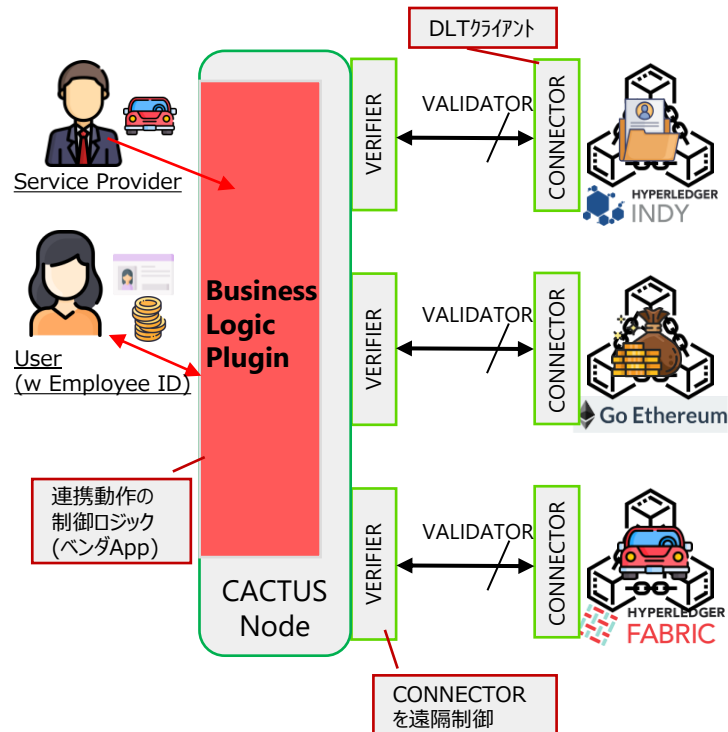 DLTクライアント
Service Provider
User
(w Employee ID)
Business
Logic
Plugin
CACTUS
Node
連携動作の
制御ロジック
(ベンダApp)
VERIFIER
VALIDATOR
CONNECTOR
HYPERLEDGER
INDY
VERIFIER
VALIDATOR
CONNECTOR
Go Ethereum
VERIFIER
VALIDATOR
CONNECTOR
HYPERLEDGER
FABRIC
CONNECTOR
を遠隔制御